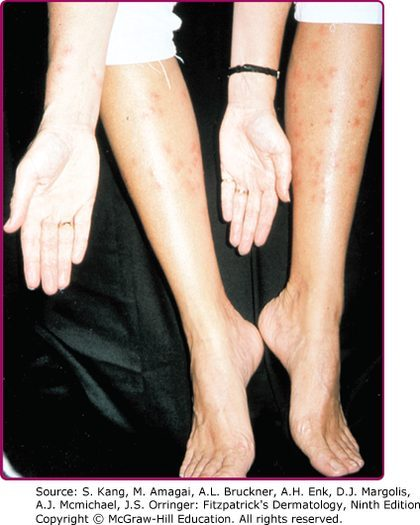 Source: S. Kang, M. Amagai, A.L. Bruckner, A.H. Enk, D.J. Margolis,
A.J. Mcmichael, J.S. Orringer: Fitzpatrick's Dermatology, Ninth Edition
Copyright © McGraw-Hill Education. All rights reserved.